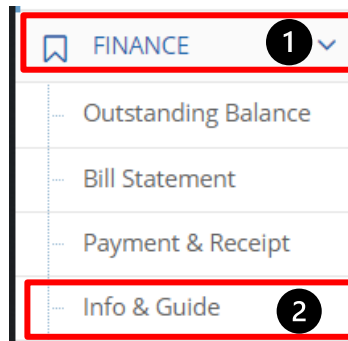 FINANCE 1
Outstanding Balance
Bill Statement
Payment & Receipt
Info & Guide 2